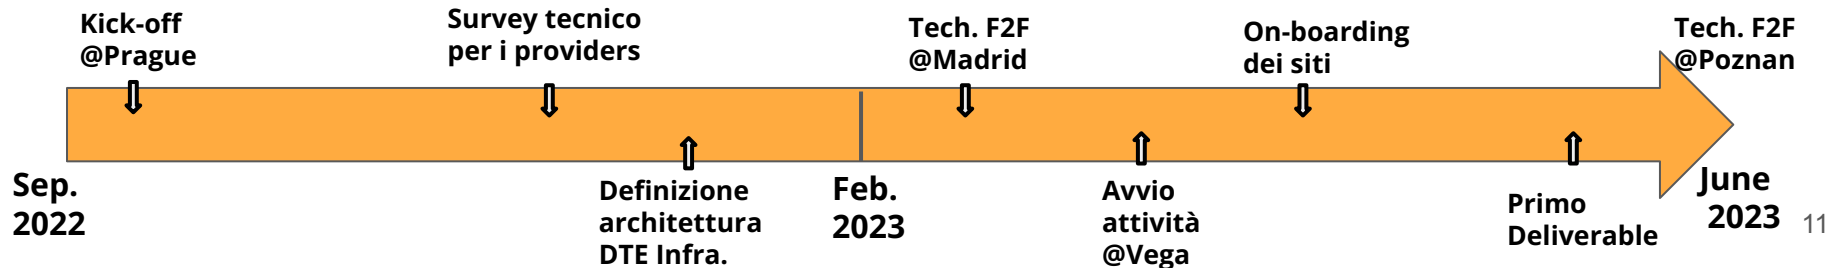 Kick-off
@Prague
Survey tecnico
per i providers
Tech. F2F
@Madrid
On-boarding
dei siti
Tech. F2F
@Poznan
Sep.
2022
Definizione
architettura
DTE Infra.
Feb.
2023
Avvio
attività
@Vega
Primo
Deliverable
June
2023
11